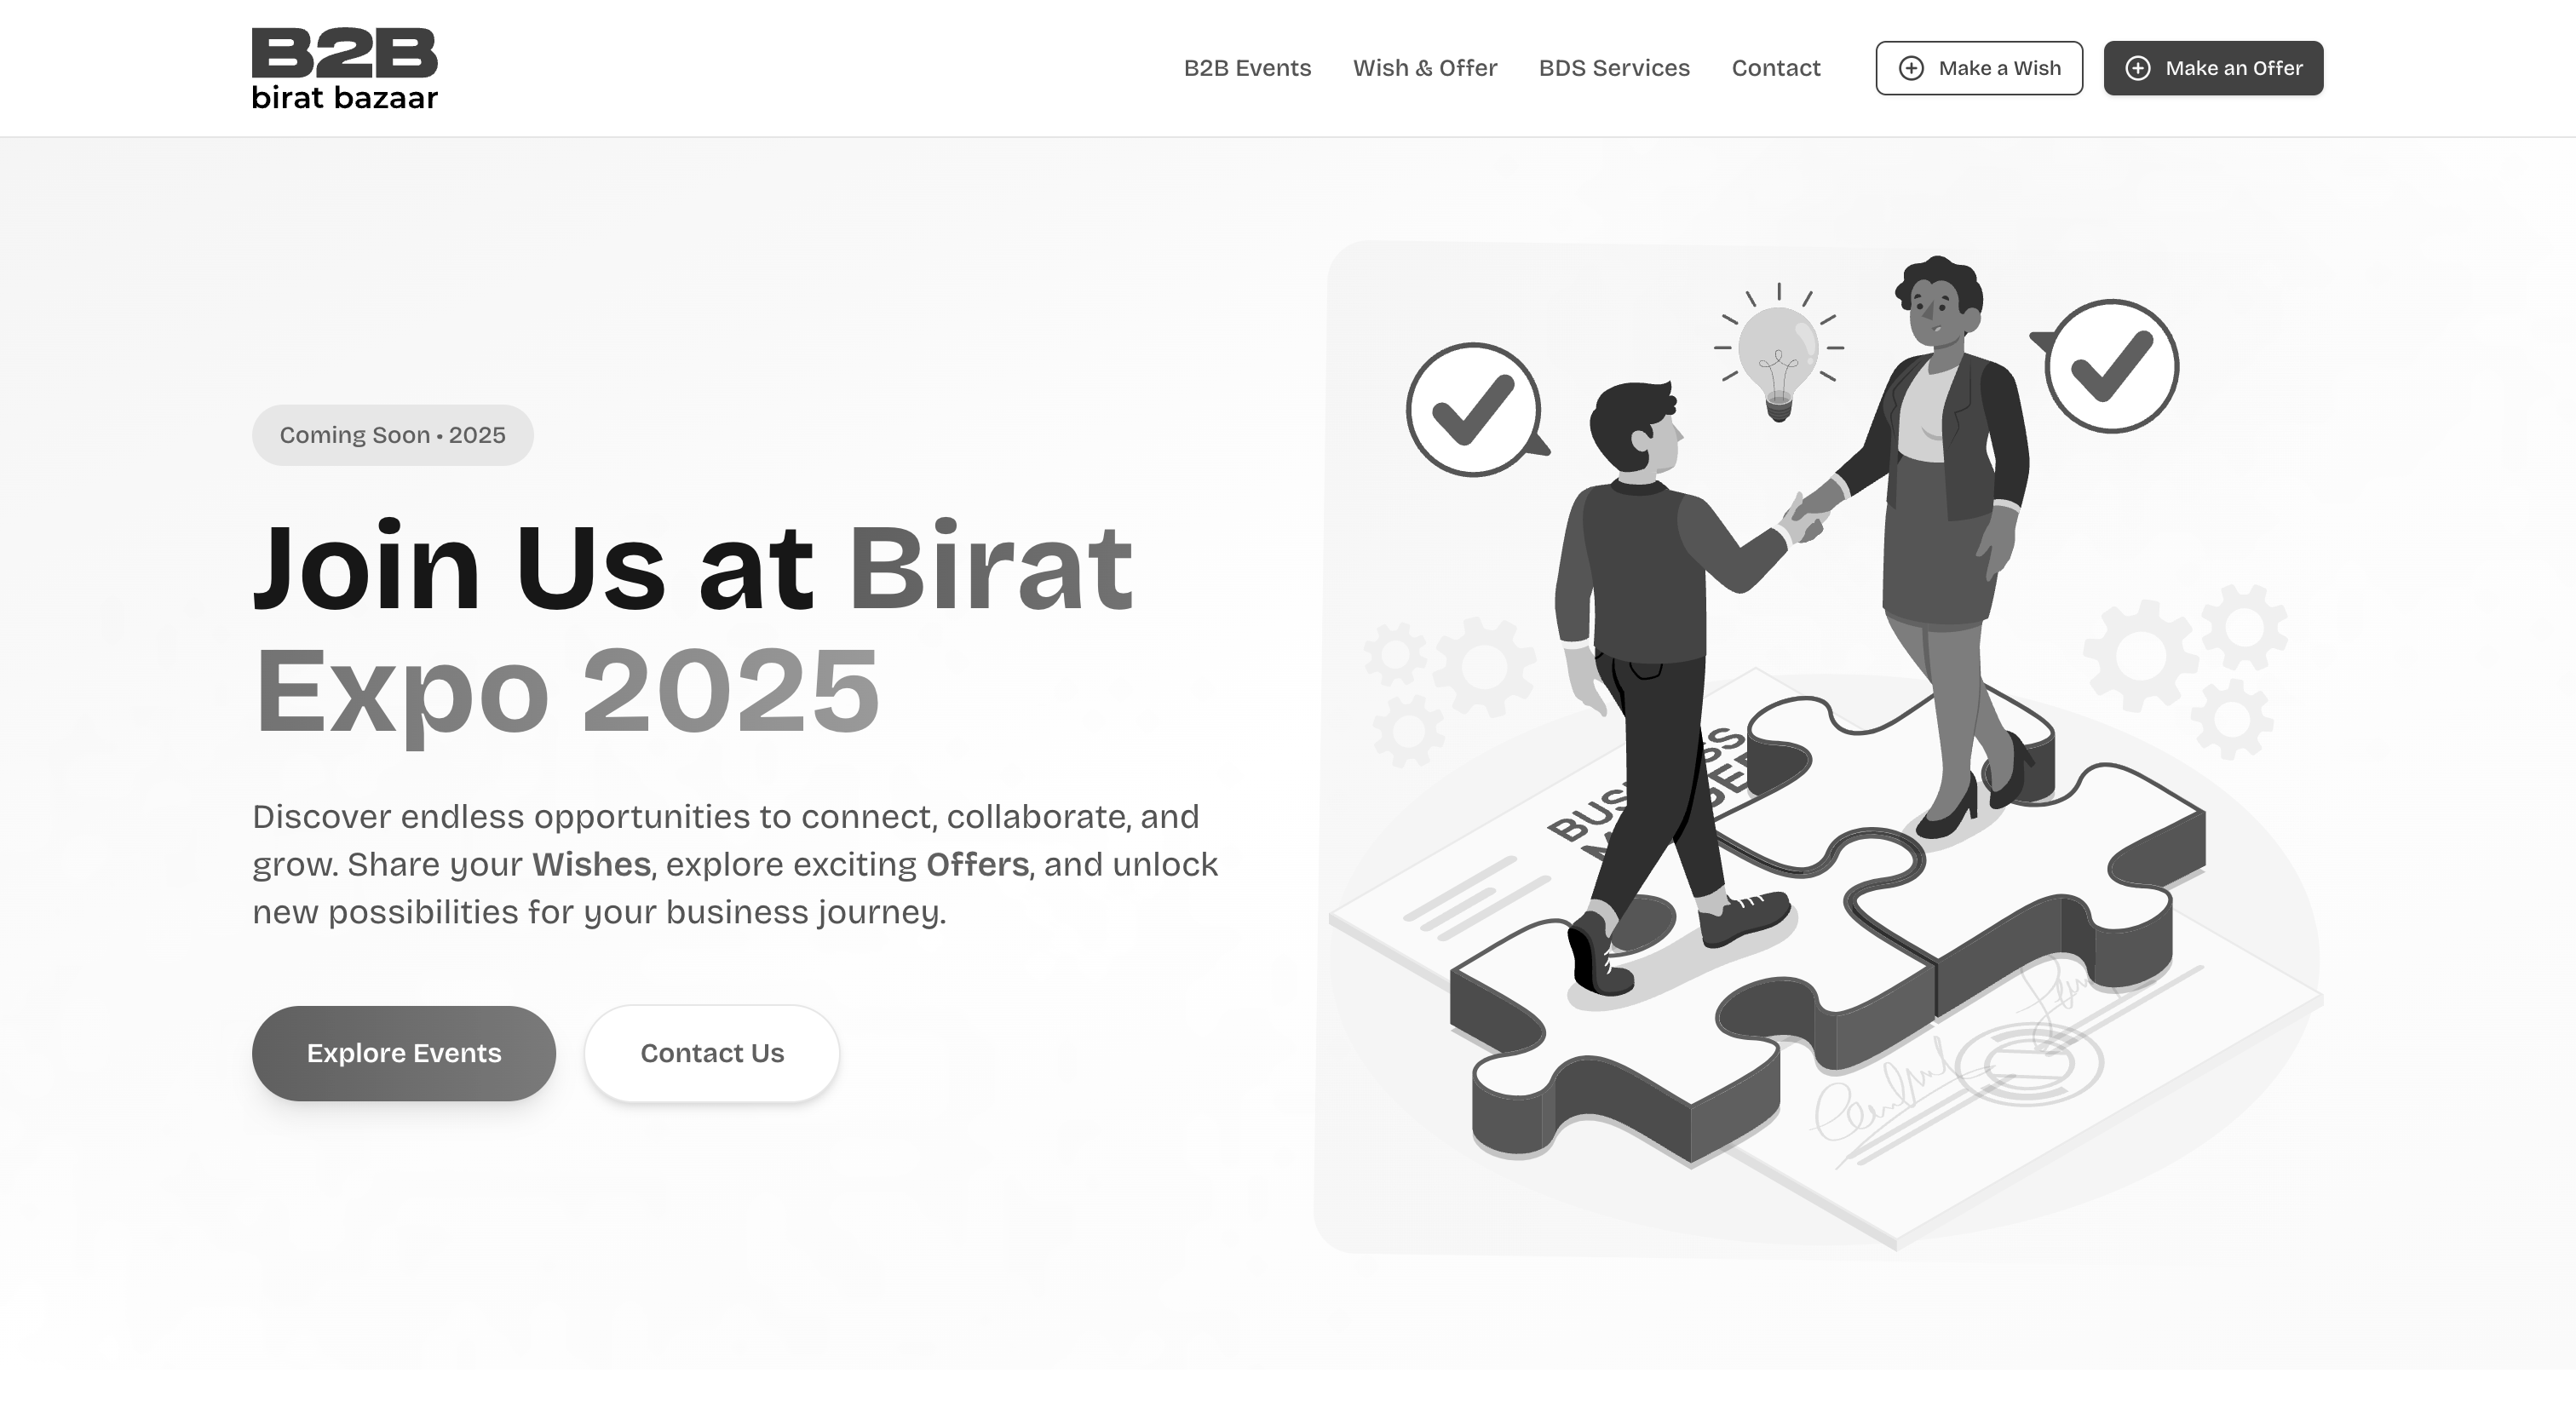 B2B
birat bazaar
B2B Events
Wish & Offer
BDS Services
Contact
Make a Wish
Make an Offer
Coming Soon • 2025
Join Us at Birat
Expo 2025
Discover endless opportunities to connect, collaborate, and
grow. Share your Wishes, explore exciting Offers, and unlock
new possibilities for your business journey.
Explore Events
Contact Us